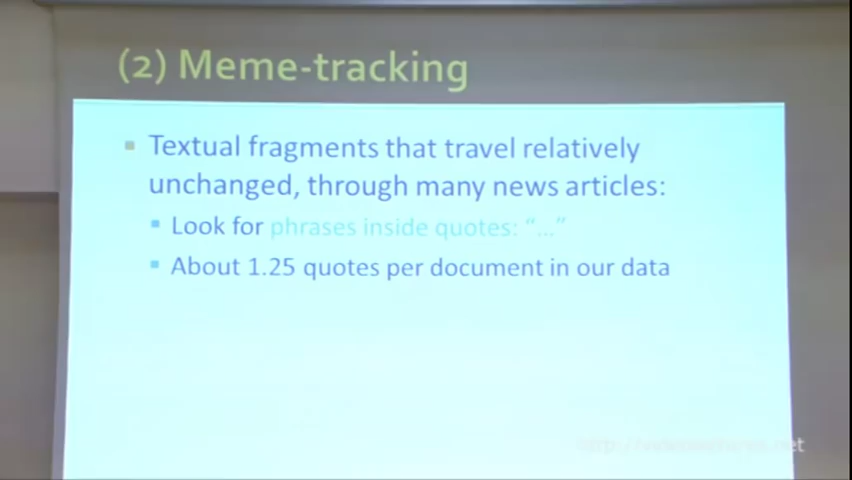 (2) Meme-tracking
Textual fragments that travel relatively
unchanged, through many news articles:
Look for phrases inside quotes: “...”
About 1.25 quotes per document in our data